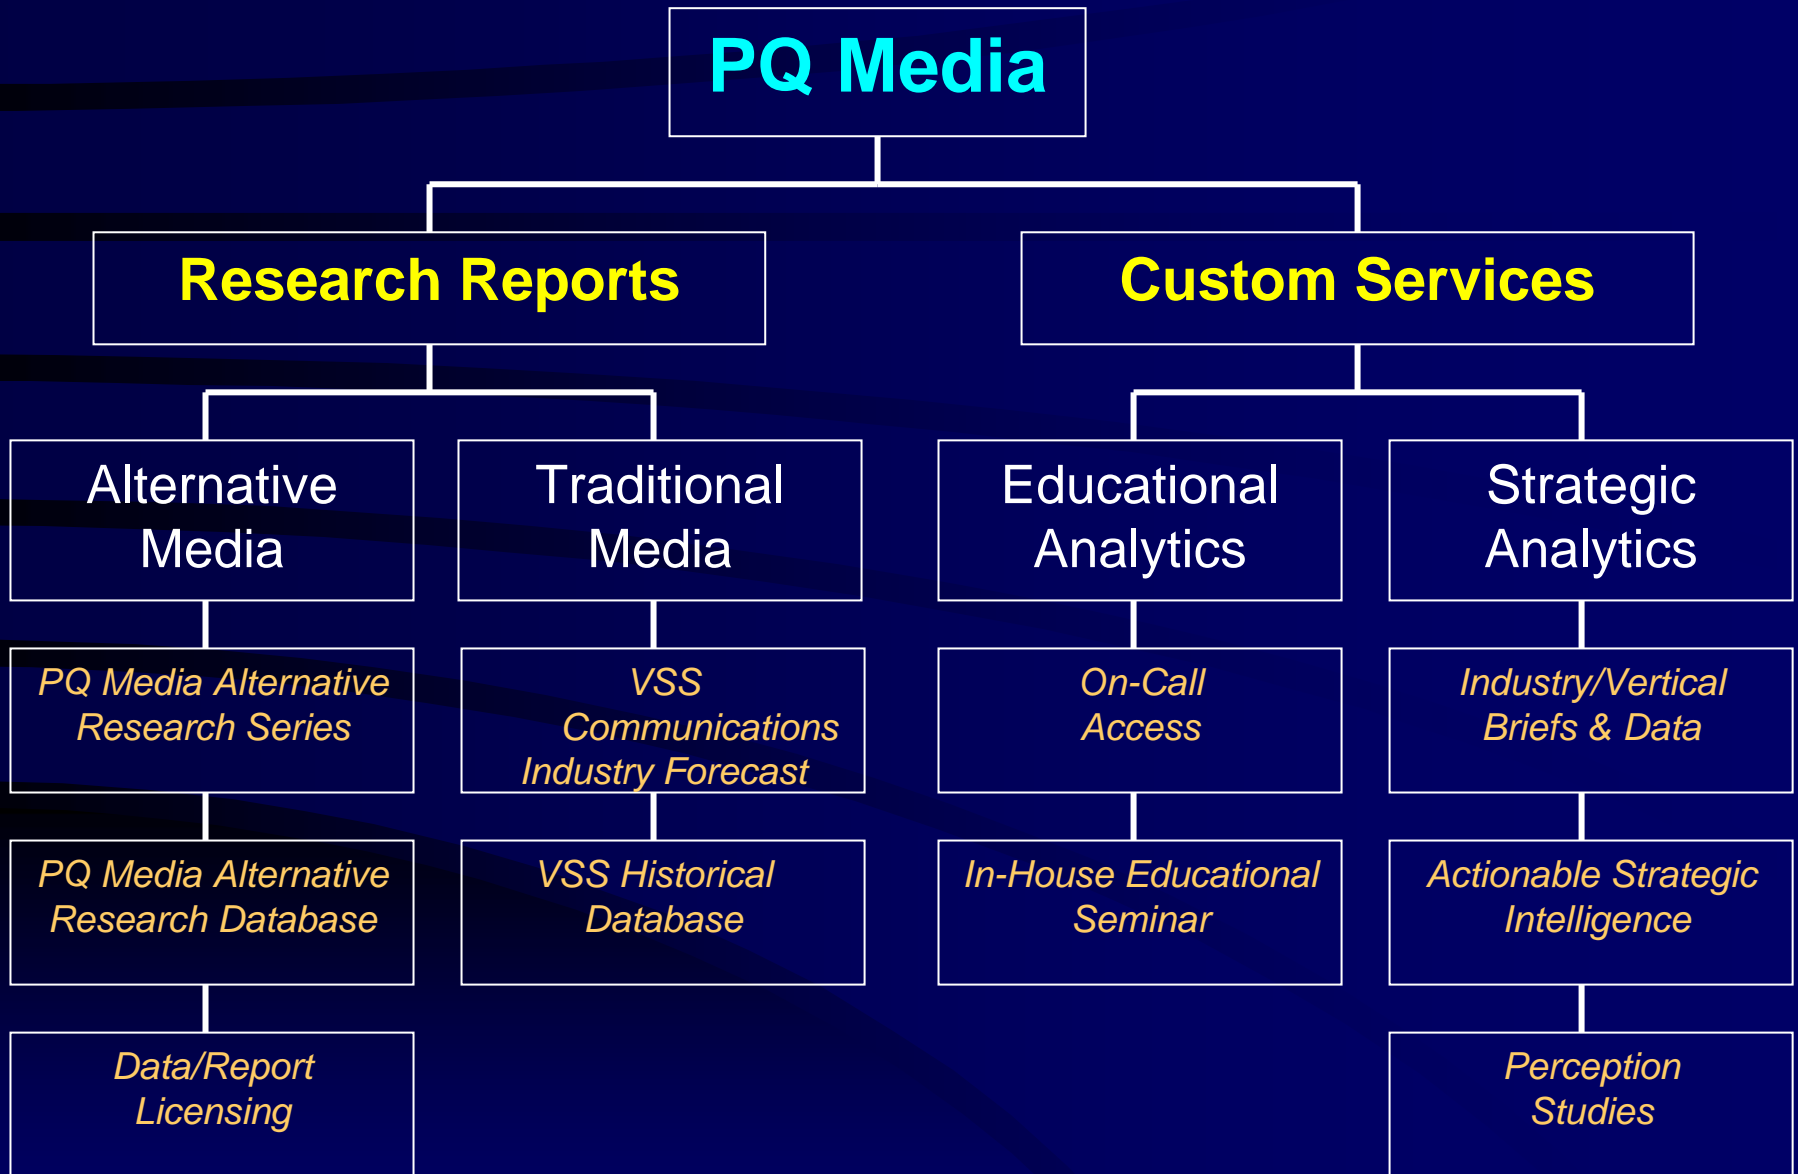 PQ Media
Research Reports
Custom Services
Alternative
Media
Traditional
Media
Educational
Analytics
Strategic
Analytics
PQ Media Alternative
Research Series
VSS
Communications
Industry Forecast
On-Call
Access
Industry/Vertical
Briefs & Data
PQ Media Alternative
Research Database
VSS Historical
Database
In-House Educational
Seminar
Actionable Strategic
Intelligence
Data/Report
Licensing
Perception
Studies